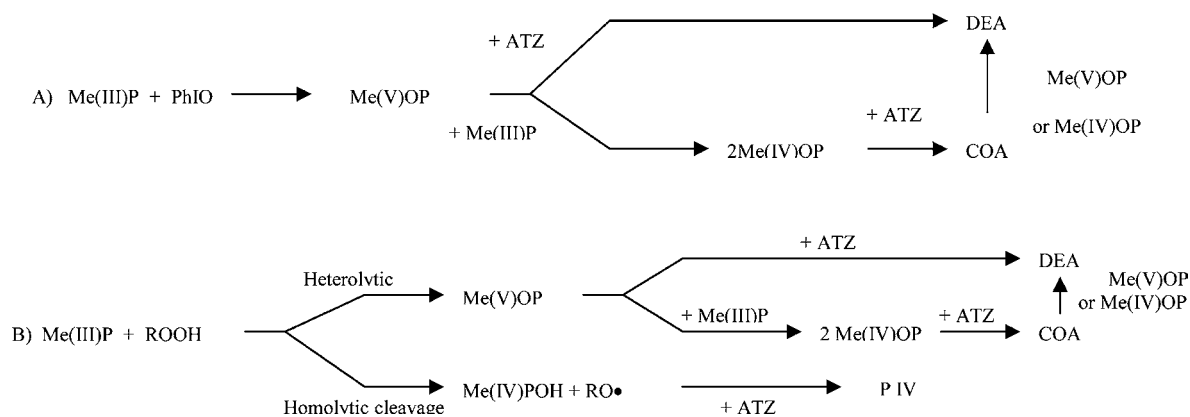 + ATZ
DEA
A) Me(III)P + PhIO
Me(V)OP
Me(V)OP
+ Me(III)P
+ ATZ
or Me(IV)OP
2Me(IV)OP
COA
+ ATZ
Heterolytic
DEA
Me(V)OP
Me(V)OP
or Me(IV)OP
B) Me(III)P + ROOH
+ Me(III)P
2 Me(IV)OP
+ ATZ
COA
Me(IV)POH + RO•
P IV
Homolytic cleavage
+ ATZ